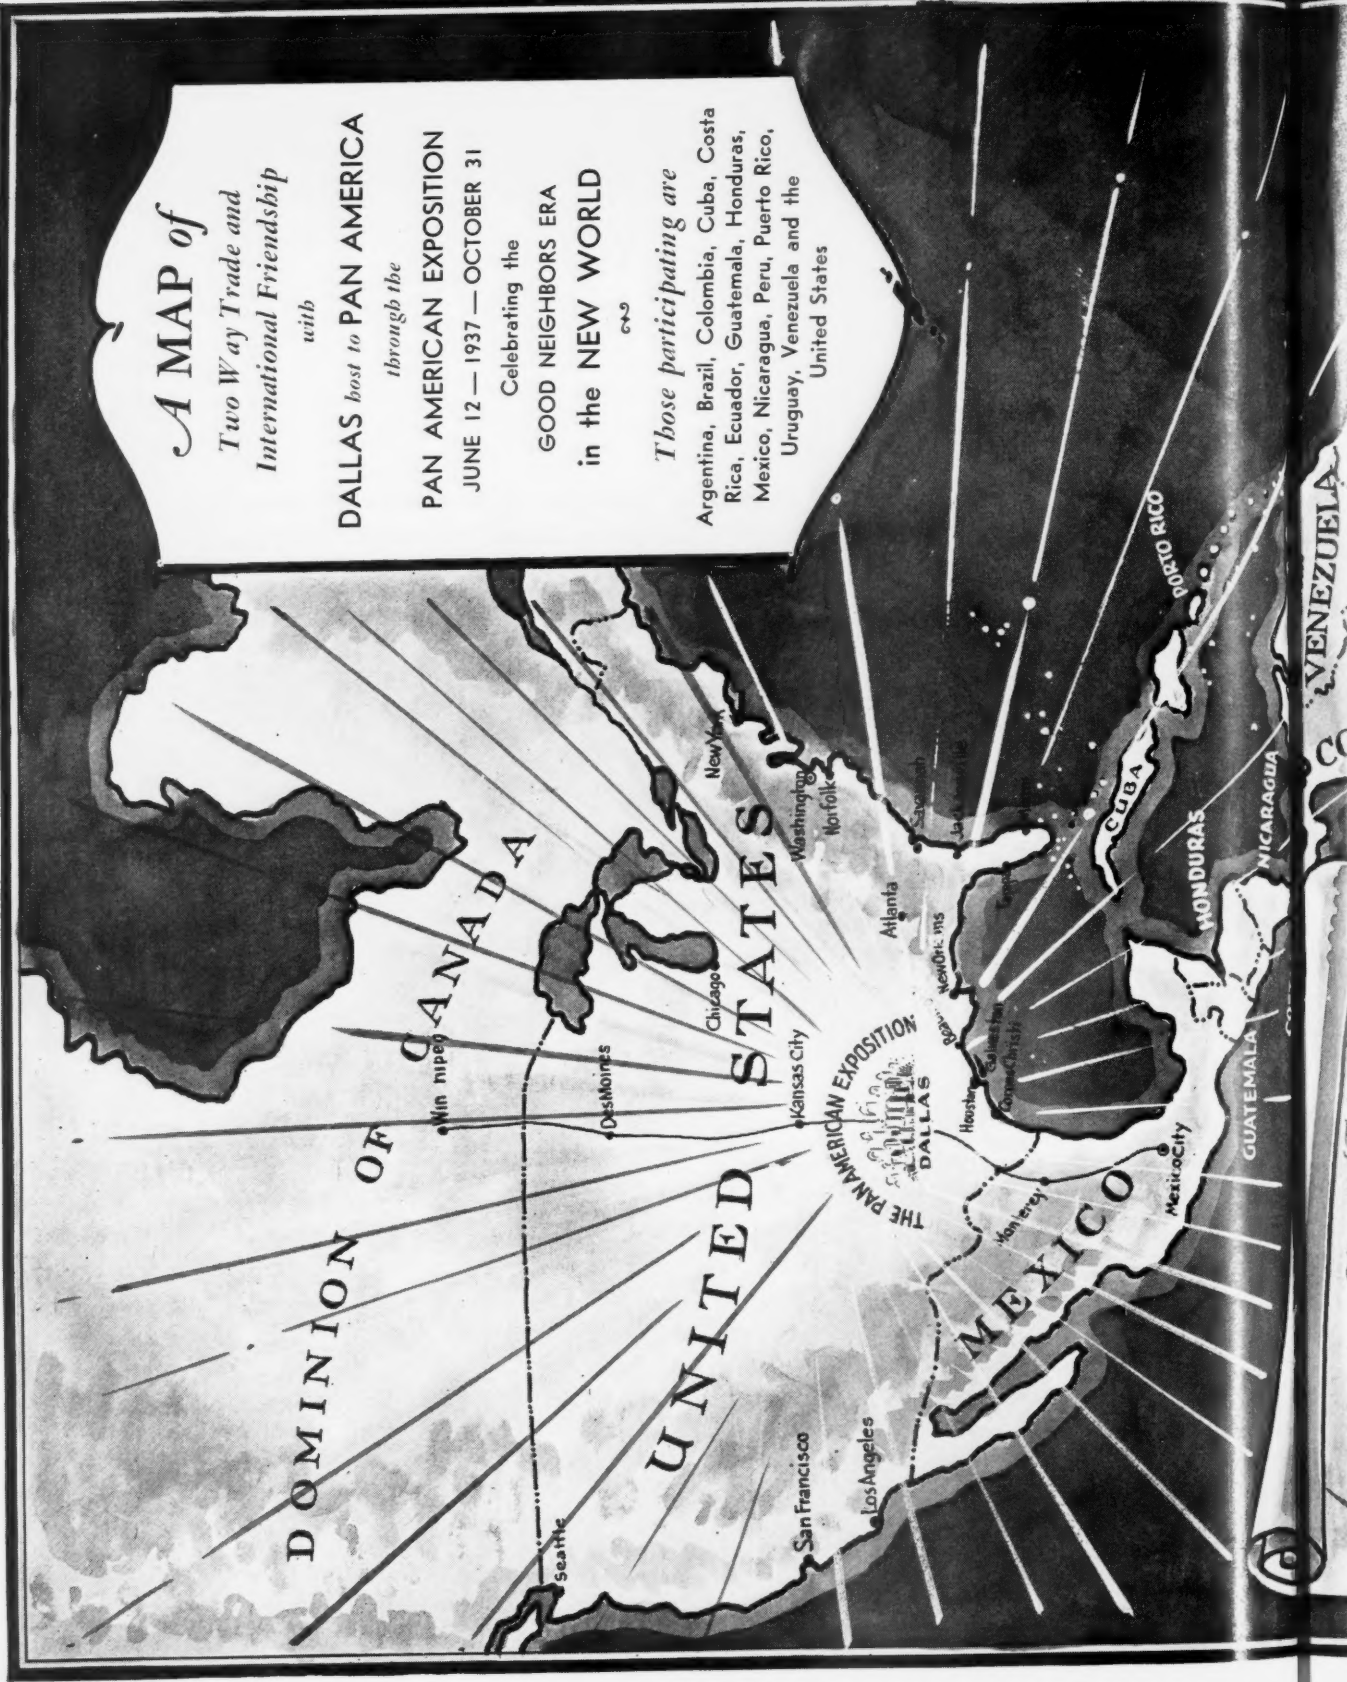 A MAP of
Two Way Trade and
International Friendship
with
DALLAS host to PAN AMERICA
through the
PAN AMERICAN EXPOSITION
JUNE 12 — 1937 — OCTOBER 31
Celebrating the
GOOD NEIGHBORS ERA
in the NEW WORLD
Those participating are
Argentina, Brazil, Colombia, Cuba, Costa
Rica, Ecuador, Guatemala, Honduras,
Mexico, Nicaragua, Peru, Puerto Rico,
Uruguay, Venezuela and the
United States
DOMINION OF CANADA
Winnipeg
Seattle
DesMoines
UNITED STATES
Chicago
New York
Washington
Norfolk
Kansas City
San Francisco
Los Angeles
THE PAN AMERICAN EXPOSITION
DALLAS
Atlanta
Savannah
Jacksonville
New Orleans
Houston
Galveston
Corpus Christi
Tampa
Monterey
MEXICO
Mexico City
CUBA
PORTO RICO
HONDURAS
GUATEMALA
NICARAGUA
VENEZUELA
CO